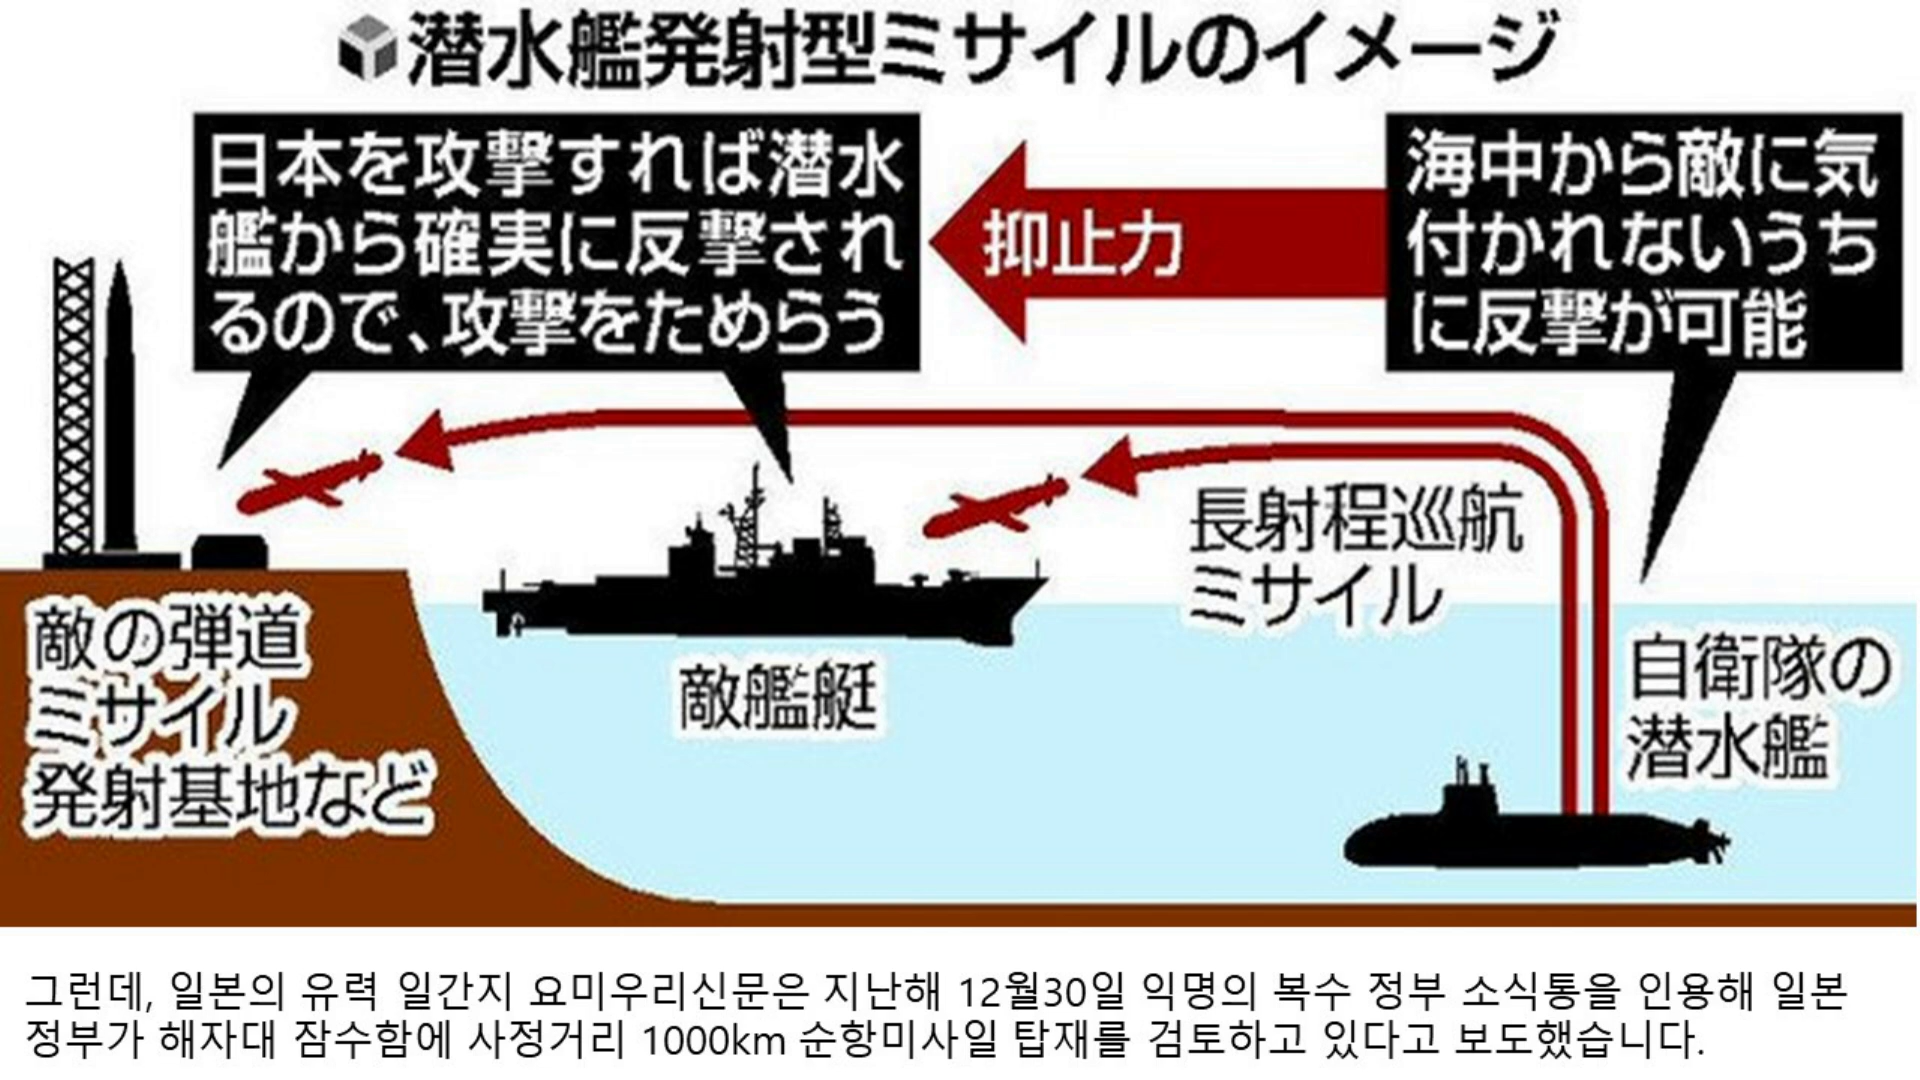 潜水艦発射型ミサイルのイメージ
日本を攻撃すれば潜水
艦から確実に反撃され
るので、攻撃をためらう
抑止力
海中から敵に気
付かれないうち
に反撃が可能
長射程巡航
ミサイル
敵の弾道
ミサイル
発射基地など
敵艦艇
自衛隊の
潜水艦
그런데, 일본의 유력 일간지 요미우리신문은 지난해 12월30일 익명의 복수 정부 소식통을 인용해 일본
정부가 해자대 잠수함에 사정거리 1000km 순항미사일 탑재를 검토하고 있다고 보도했습니다.